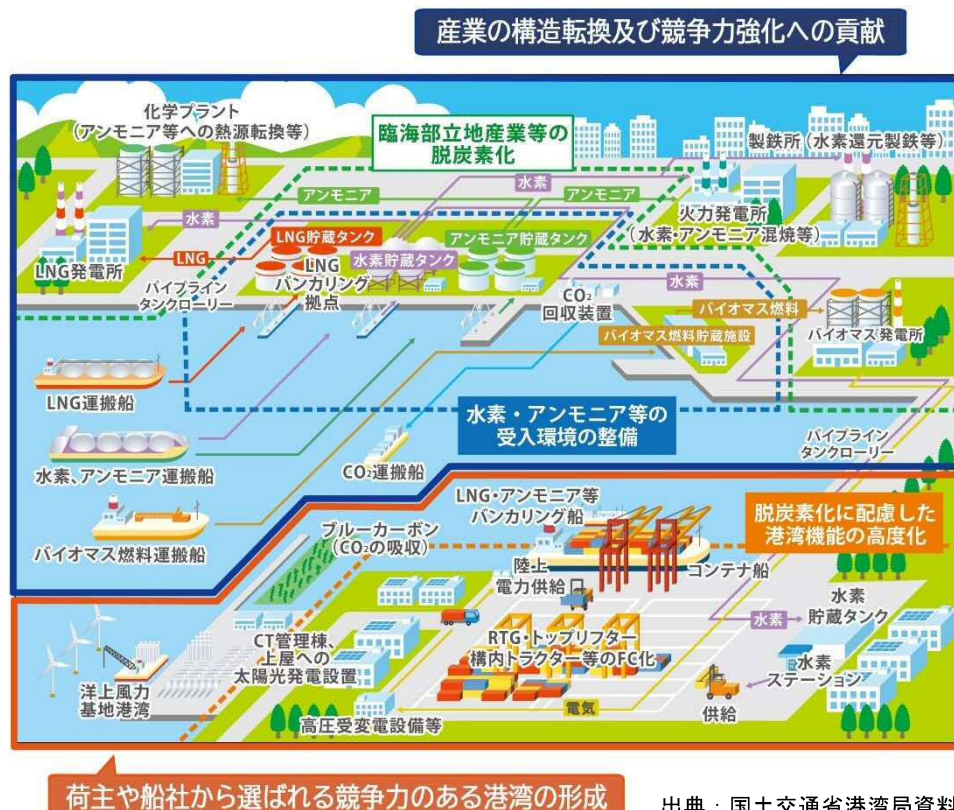 産業の構造転換及び競争力強化への貢献
化学プラント
（アンモニア等への熱源転換等）
臨海部立地産業等の
脱炭素化
製鉄所（水素還元製鉄等）
アンモニア
水素
アンモニア
水素
火力発電所
（水素・アンモニア混焼等）
LNG貯蔵タンク
アンモニア貯蔵タンク
LNG
水素貯蔵タンク
LNG発電所
LNG
バンカリング
拠点
パイプライン
タンクローリー
CO₂
回収装置
水素
バイオマス燃料
バイオマス燃料貯蔵施設
バイオマス発電所
LNG運搬船
水素・アンモニア等の
受入環境の整備
水素、アンモニア運搬船
CO₂運搬船
パイプライン
タンクローリー
バイオマス燃料運搬船
ブルーカーボン
（CO₂の吸収）
LNG・アンモニア等
バンカリング船
脱炭素化に配慮した
港湾機能の高度化
陸上
電力供給
コンテナ船
水素
貯蔵タンク
水素
CT管理棟、
上屋への
太陽光発電設置
RTG・トップリフター
構内トラクター等のFC化
水素
ステーション
洋上風力
基地港湾
高圧受変電設備等
電気
供給
荷主や船社から選ばれる競争力のある港湾の形成
出典：国土交通省港湾局資料